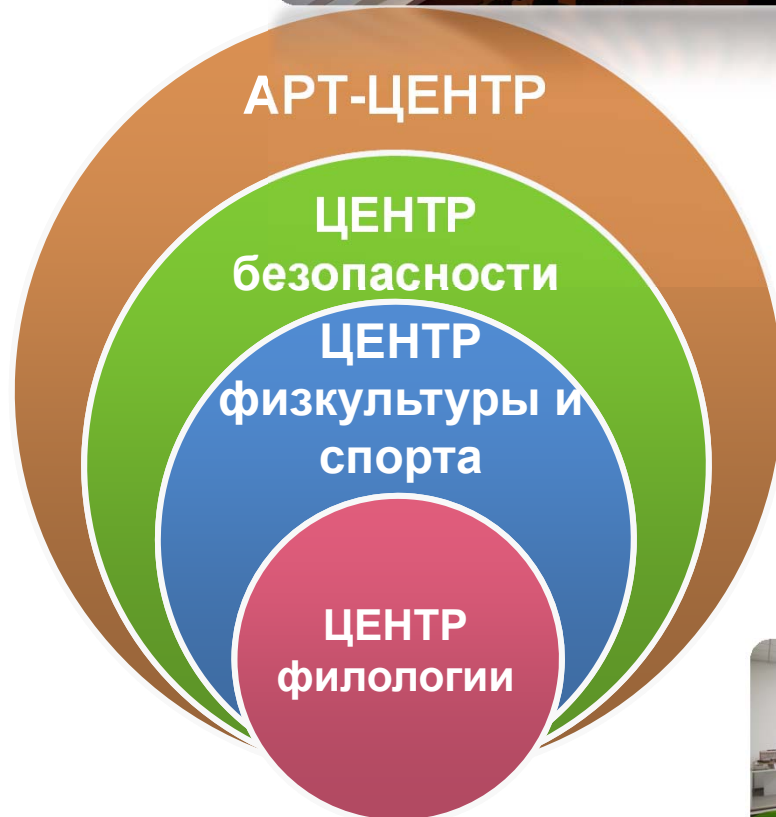 АРТ-ЦЕНТР
ЦЕНТР
безопасности
ЦЕНТР
физкультуры и
спорта
ЦЕНТР
филологии